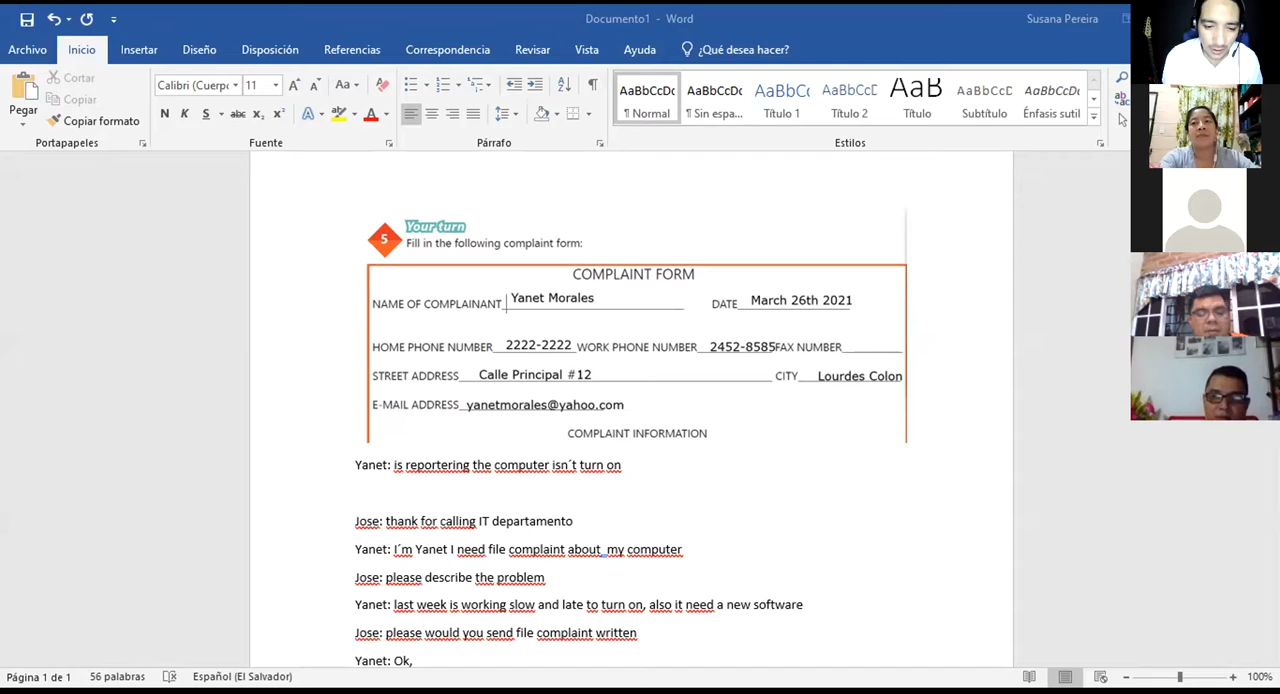 Documento1 - Word
Susana Pereira
Archivo Inicio Insertar Diseño Disposición Referencias Correspondencia Revisar Vista Ayuda ¿Qué desea hacer?
Pegar
Cortar
Copiar
Copiar formato
Portapapeles
Calibri (Cuerpo 11
Aa
N K S abc x₂ x² A A
Fuente
Párrafo
AaBbCcDc AaBbCcDc AaBbCc AaBbCcD AaB AaBbCcD AaBbCcDc
¶ Normal ¶ Sin espa... Título 1 Título 2 Título Subtítulo Énfasis sutil
Estilos
5
Your turn
Fill in the following complaint form:
COMPLAINT FORM
NAME OF COMPLAINANT Yanet Morales DATE March 26th 2021
HOME PHONE NUMBER 2222-2222 WORK PHONE NUMBER 2452-8585 FAX NUMBER
STREET ADDRESS Calle Principal #12 CITY Lourdes Colon
E-MAIL ADDRESS yanetmorales@yahoo.com
COMPLAINT INFORMATION
Yanet: is reportering the computer isn´t turn on
Jose: thank for calling IT departamento
Yanet: I´m Yanet I need file complaint about my computer
Jose: please describe the problem
Yanet: last week is working slow and late to turn on, also it need a new software
Jose: please would you send file complaint written
Yanet: Ok,
Página 1 de 1 56 palabras Español (El Salvador) 100%